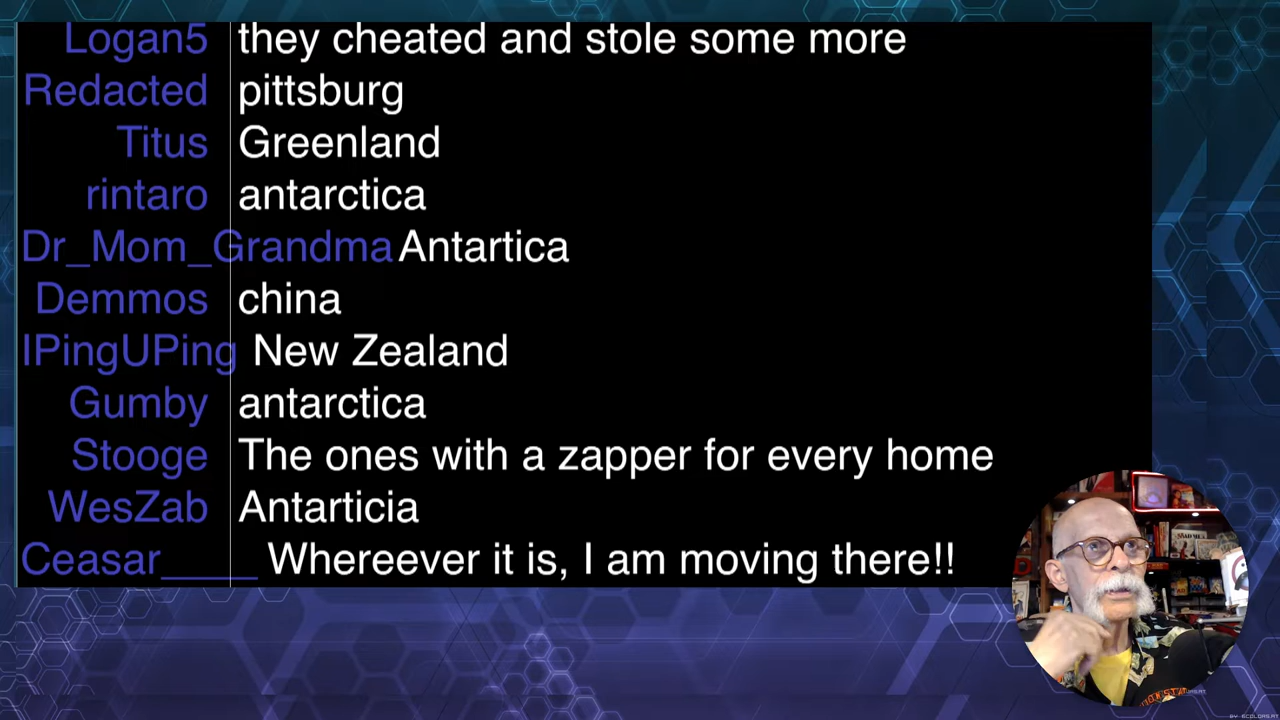 Logan5 they cheated and stole some more
Redacted pittsburg
Titus Greenland
rintaro antarctica
Dr_Mom_Grandma Antartica
Demmos china
IPingUPing New Zealand
Gumby antarctica
Stooge The ones with a zapper for every home
WesZab Antarticia
Ceasar____ Whereever it is, I am moving there!!